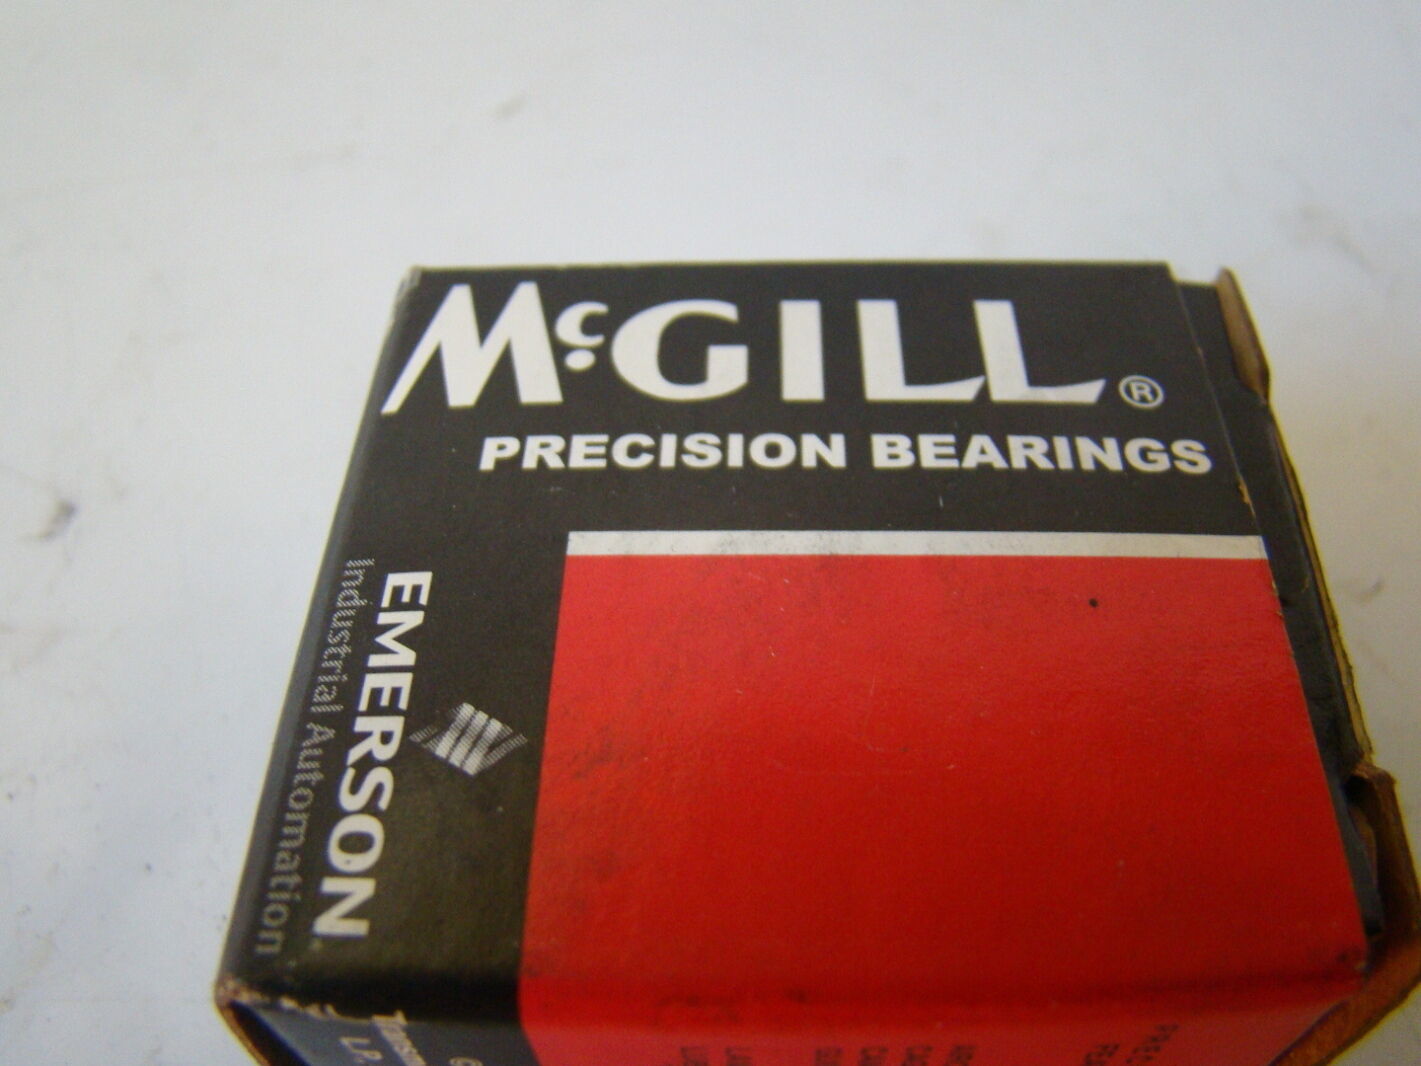 McGILL®
PRECISION BEARINGS
EMERSON
Industrial Automation